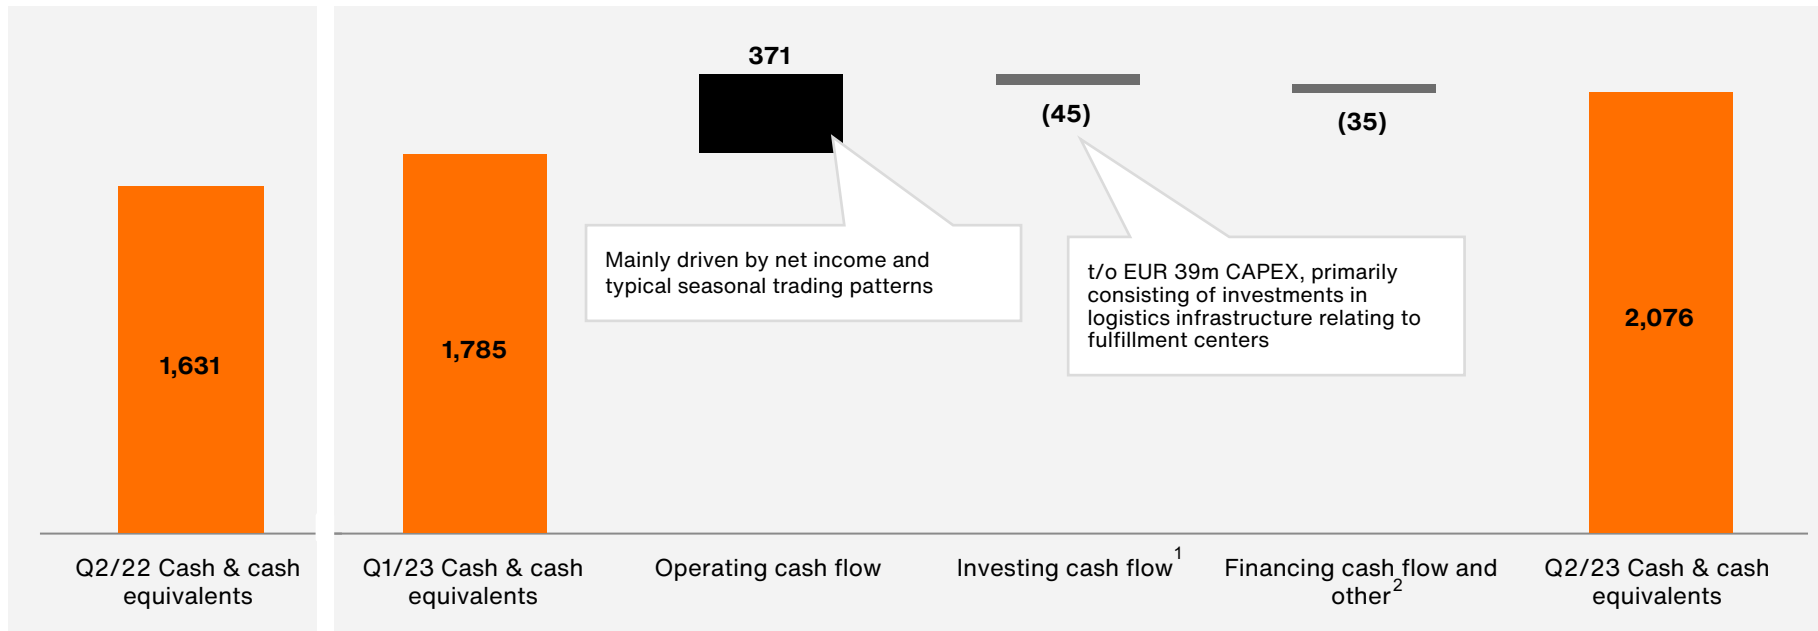 371
(45)
(35)
Mainly driven by net income and
typical seasonal trading patterns
t/o EUR 39m CAPEX, primarily
consisting of investments in
logistics infrastructure relating to
fulfillment centers
1,631
1,785
2,076
Q2/22 Cash & cash
equivalents
Q1/23 Cash & cash
equivalents
Operating cash flow
Investing cash flow1
Financing cash flow and
other2
Q2/23 Cash & cash
equivalents